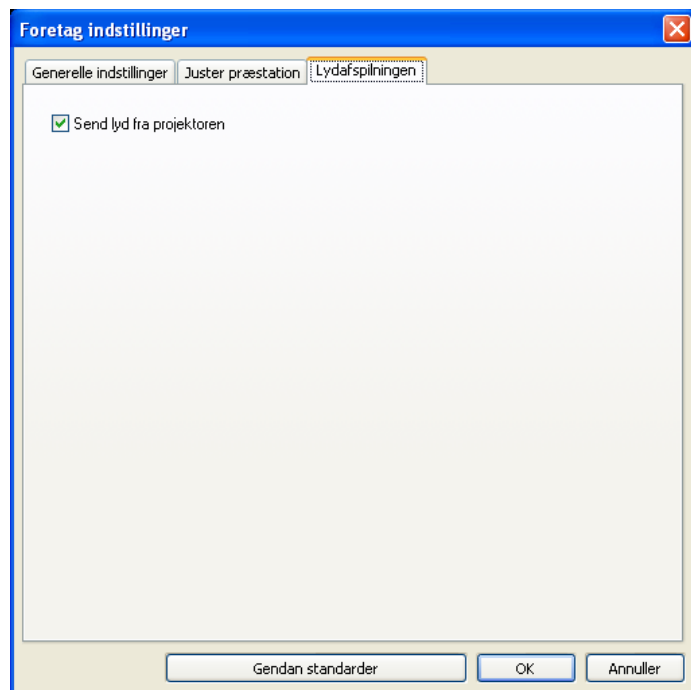 Foretag indstillinger
Generelle indstillinger Juster præstation Lydafspilningen
Send lyd fra projektoren
Gendan standarder OK Annuller